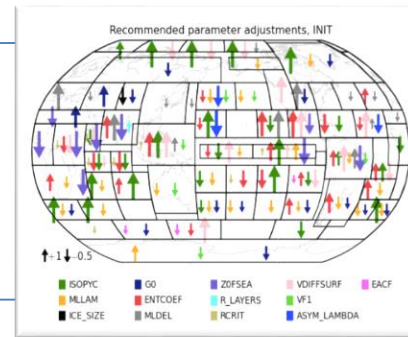 Recommended parameter adjustments, INIT
+1 -0.5
ISOPYC G0 Z0FSEA VDIFFSURF EACF
MLLAM ENTCOEF R_LAYERS VF1
ICE_SIZE MLDEL RCRIT ASYM_LAMBDA